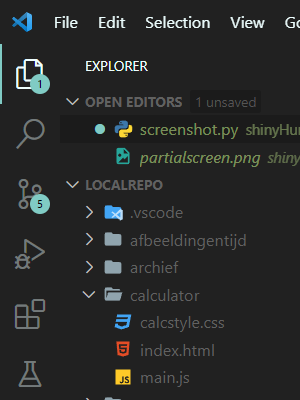 File Edit Selection View Go
EXPLORER
1
OPEN EDITORS 1 unsaved
screenshot.py shinyHun
partialscreen.png shiny
LOCALREPO
.vscode
5
afbeeldingentijd
archief
calculator
calcstyle.css
index.html
JS main.js